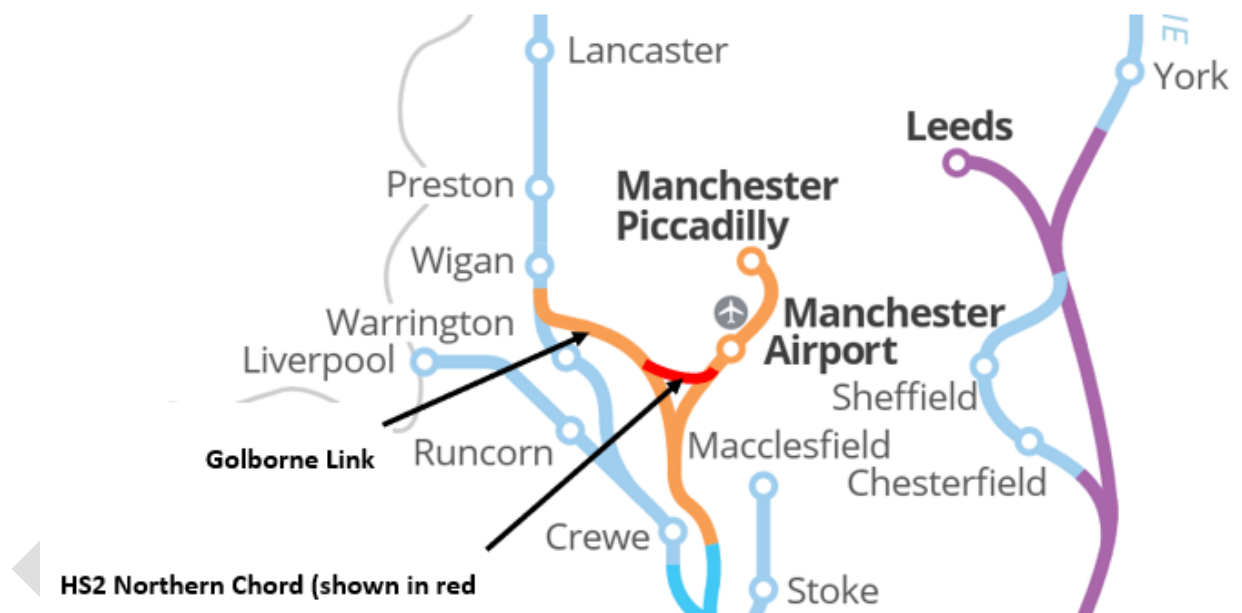 Lancaster
York
Leeds
Preston
Manchester
Piccadilly
Wigan
Warrington
Manchester
Airport
Liverpool
Sheffield
Golborne Link
Runcorn
Macclesfield
Chesterfield
Crewe
HS2 Northern Chord (shown in red
Stoke